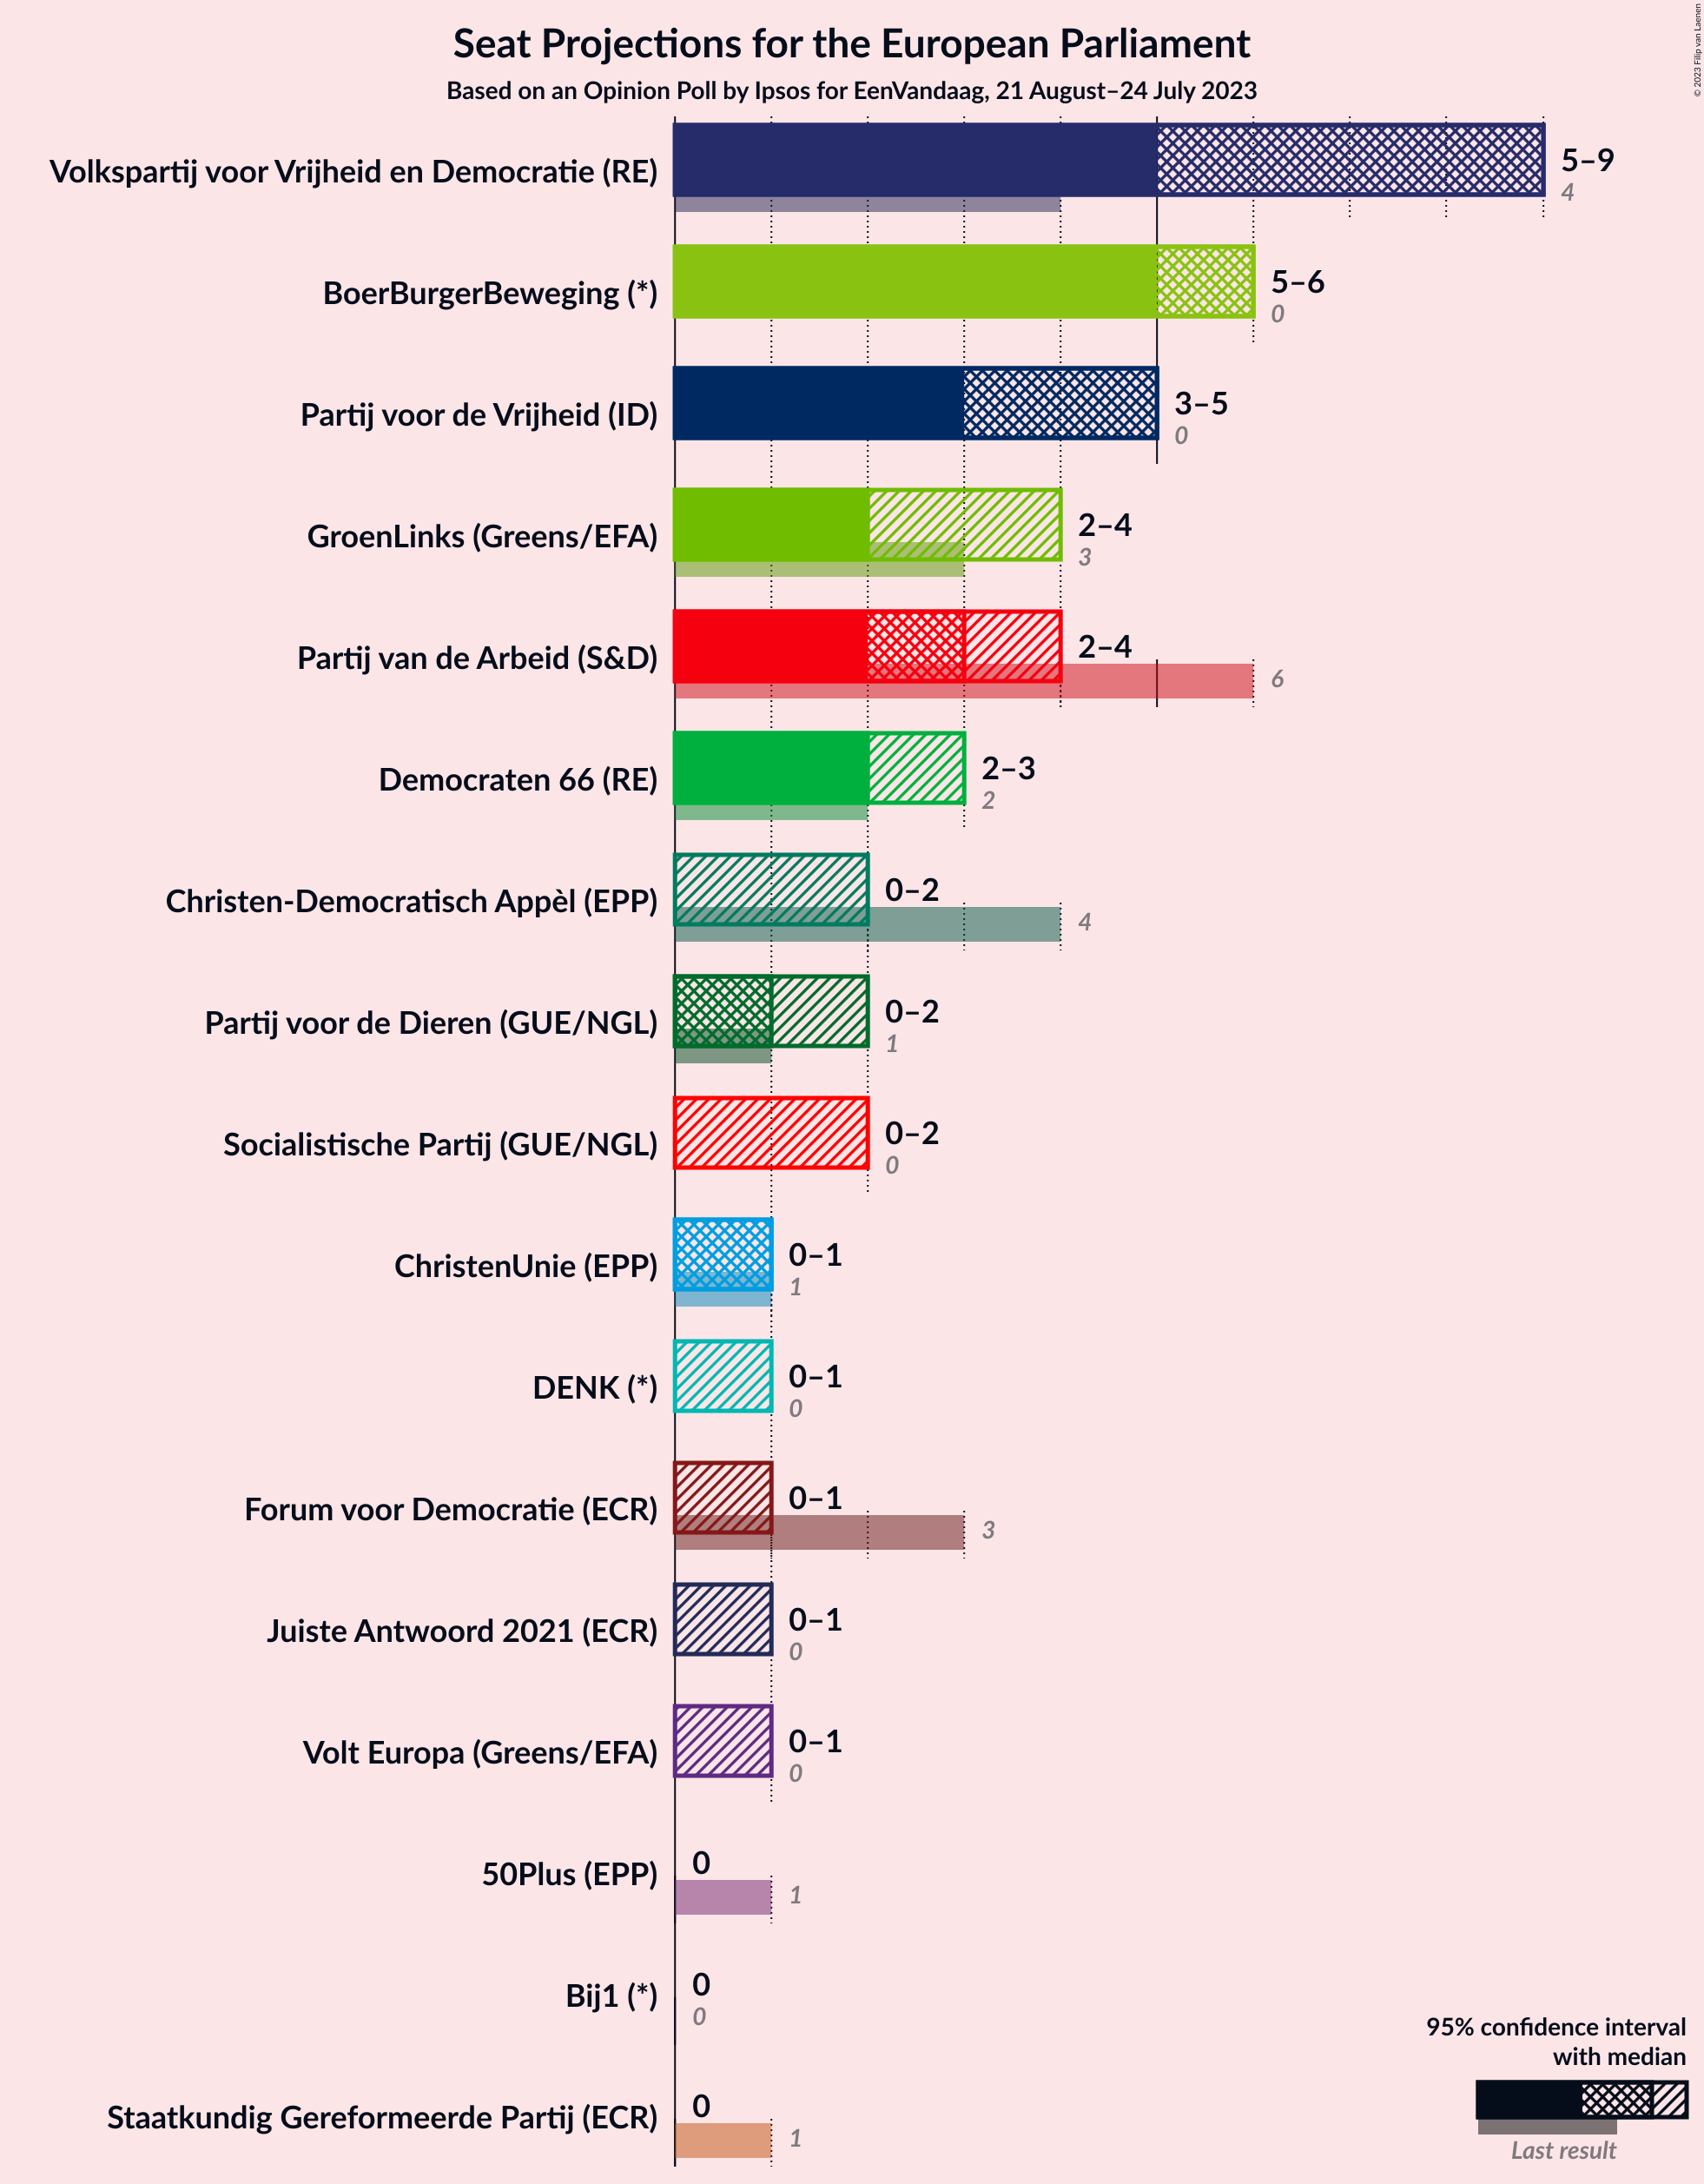 Seat Projections for the European Parliament
Based on an Opinion Poll by Ipsos for EenVandaag, 21 August–24 July 2023
© 2023 Filip van Laenen
Volkspartij voor Vrijheid en Democratie (RE)
5–9
4
BoerBurgerBeweging (*)
5–6
0
Partij voor de Vrijheid (ID)
3–5
0
GroenLinks (Greens/EFA)
2–4
3
Partij van de Arbeid (S&D)
2–4
6
Democraten 66 (RE)
2–3
2
Christen-Democratisch Appèl (EPP)
0–2
4
Partij voor de Dieren (GUE/NGL)
0–2
1
Socialistische Partij (GUE/NGL)
0–2
0
ChristenUnie (EPP)
0–1
1
DENK (*)
0–1
0
Forum voor Democratie (ECR)
0–1
3
Juiste Antwoord 2021 (ECR)
0–1
0
Volt Europa (Greens/EFA)
0–1
0
50Plus (EPP)
0
1
Bij1 (*)
0
0
Staatkundig Gereformeerde Partij (ECR)
0
1
95% confidence interval
with median
Last result